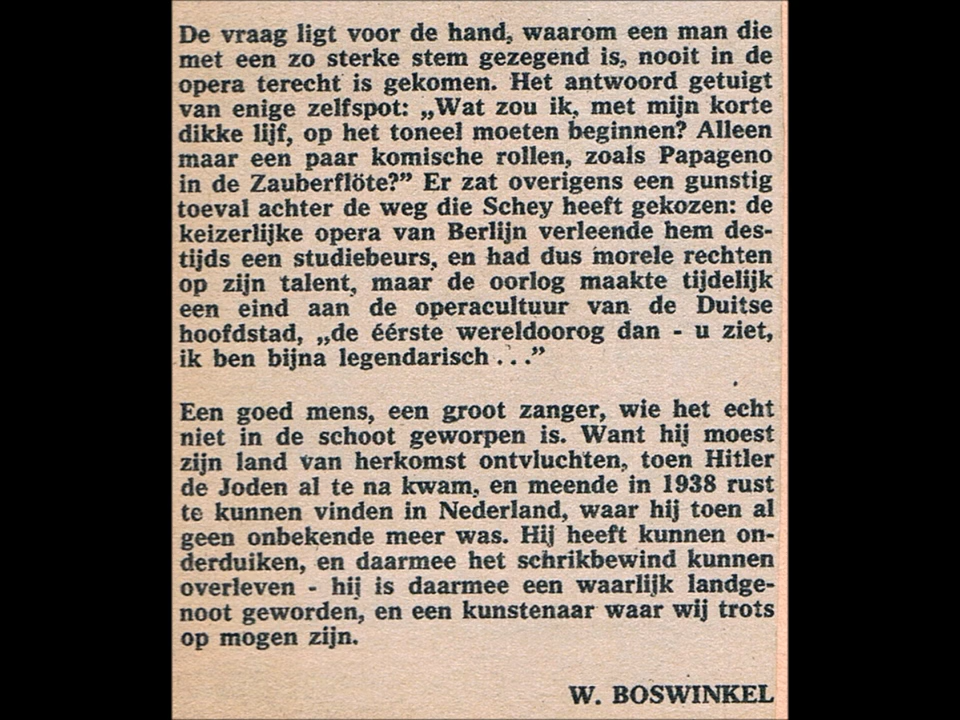 De vraag ligt voor de hand, waarom een man die
met een zo sterke stem gezegend is, nooit in de
opera terecht is gekomen. Het antwoord getuigt
van enige zelfspot: „Wat zou ik, met mijn korte
dikke lijf, op het toneel moeten beginnen? Alleen
maar een paar komische rollen, zoals Papageno
in de Zauberflöte?” Er zat overigens een gunstig
toeval achter de weg die Schey heeft gekozen: de
keizerlijke opera van Berlijn verleende hem des-
tijds een studiebeurs, en had dus morele rechten
op zijn talent, maar de oorlog maakte tijdelijk
een eind aan de operacultuur van de Duitse
hoofdstad, „de éérste wereldoorog dan - u ziet,
ik ben bijna legendarisch . . .”
Een goed mens, een groot zanger, wie het echt
niet in de schoot geworpen is. Want hij moest
zijn land van herkomst ontvluchten, toen Hitler
de Joden al te na kwam, en meende in 1938 rust
te kunnen vinden in Nederland, waar hij toen al
geen onbekende meer was. Hij heeft kunnen on-
derduiken, en daarmee het schrikbewind kunnen
overleven - hij is daarmee een waarlijk landge-
noot geworden, en een kunstenaar waar wij trots
op mogen zijn.
W. BOSWINKEL